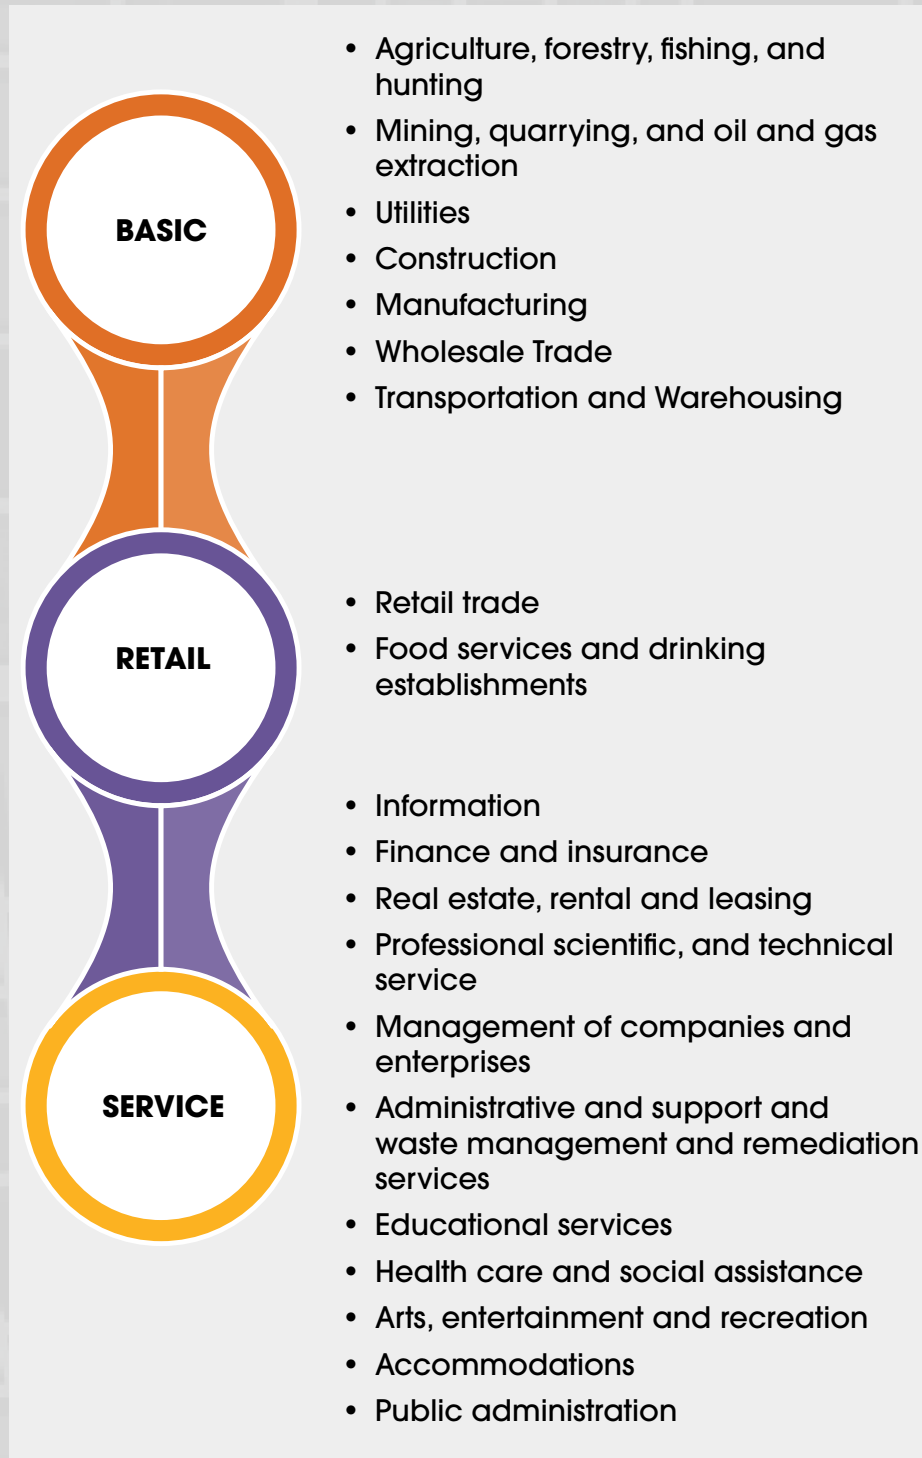 • Agriculture, forestry, fishing, and
hunting
• Mining, quarrying, and oil and gas
extraction
BASIC
• Utilities
• Construction
• Manufacturing
• Wholesale Trade
• Transportation and Warehousing
• Retail trade
RETAIL
• Food services and drinking
establishments
• Information
• Finance and insurance
• Real estate, rental and leasing
• Professional scientific, and technical
service
• Management of companies and
enterprises
SERVICE
• Administrative and support and
waste management and remediation
services
• Educational services
• Health care and social assistance
• Arts, entertainment and recreation
• Accommodations
• Public administration